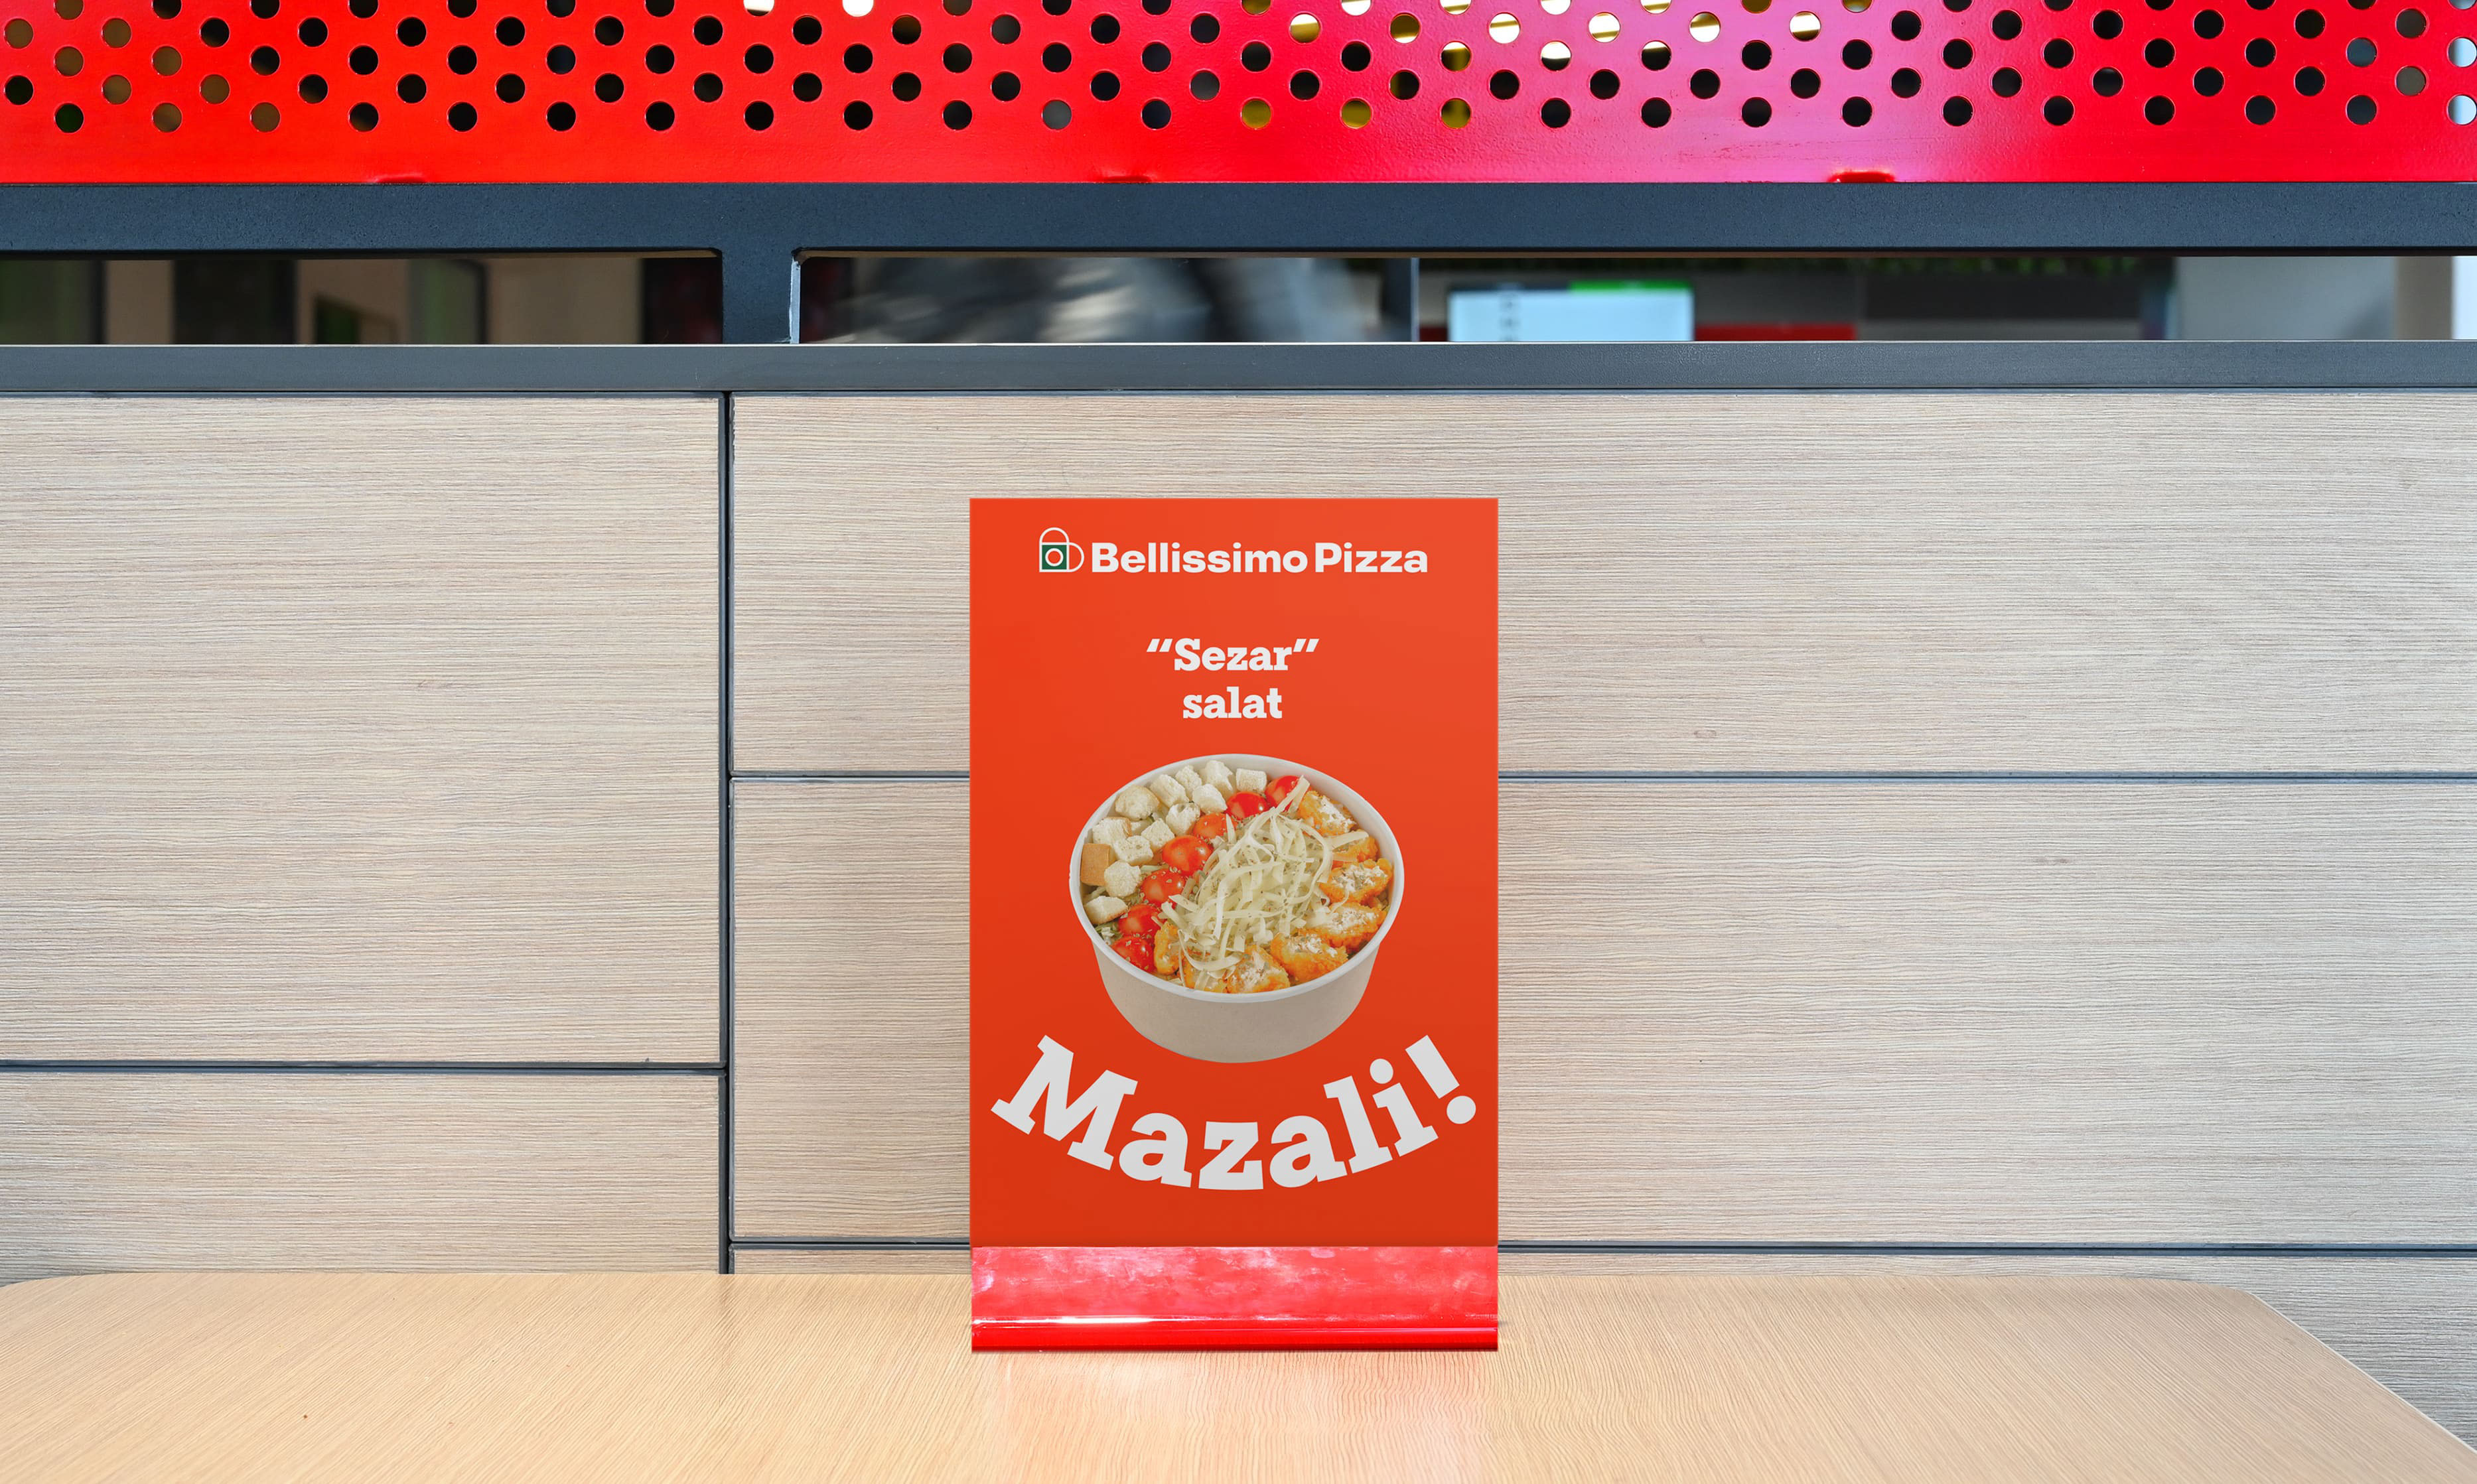 Bellissimo Pizza
“Sezar”
salat
Mazali!